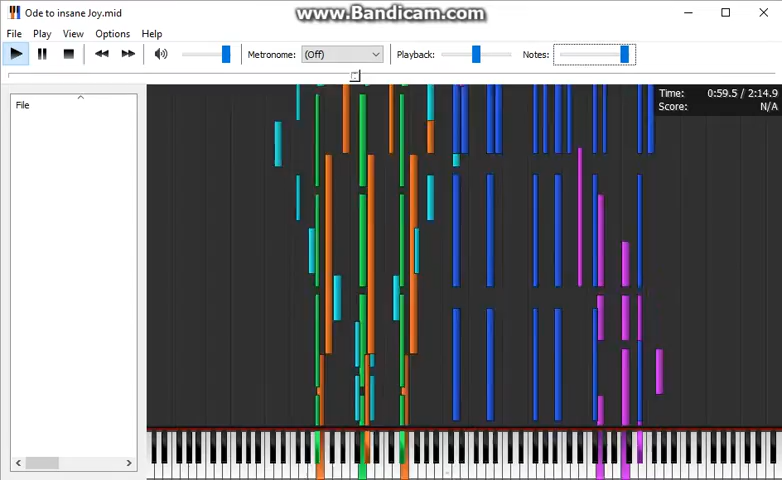 Ode to insane Joy.mid
www.Bandicam.com
File Play View Options Help
Metronome: (Off) Playback: Notes:
File
Time: 0:59.5 / 2:14.9
Score: N/A